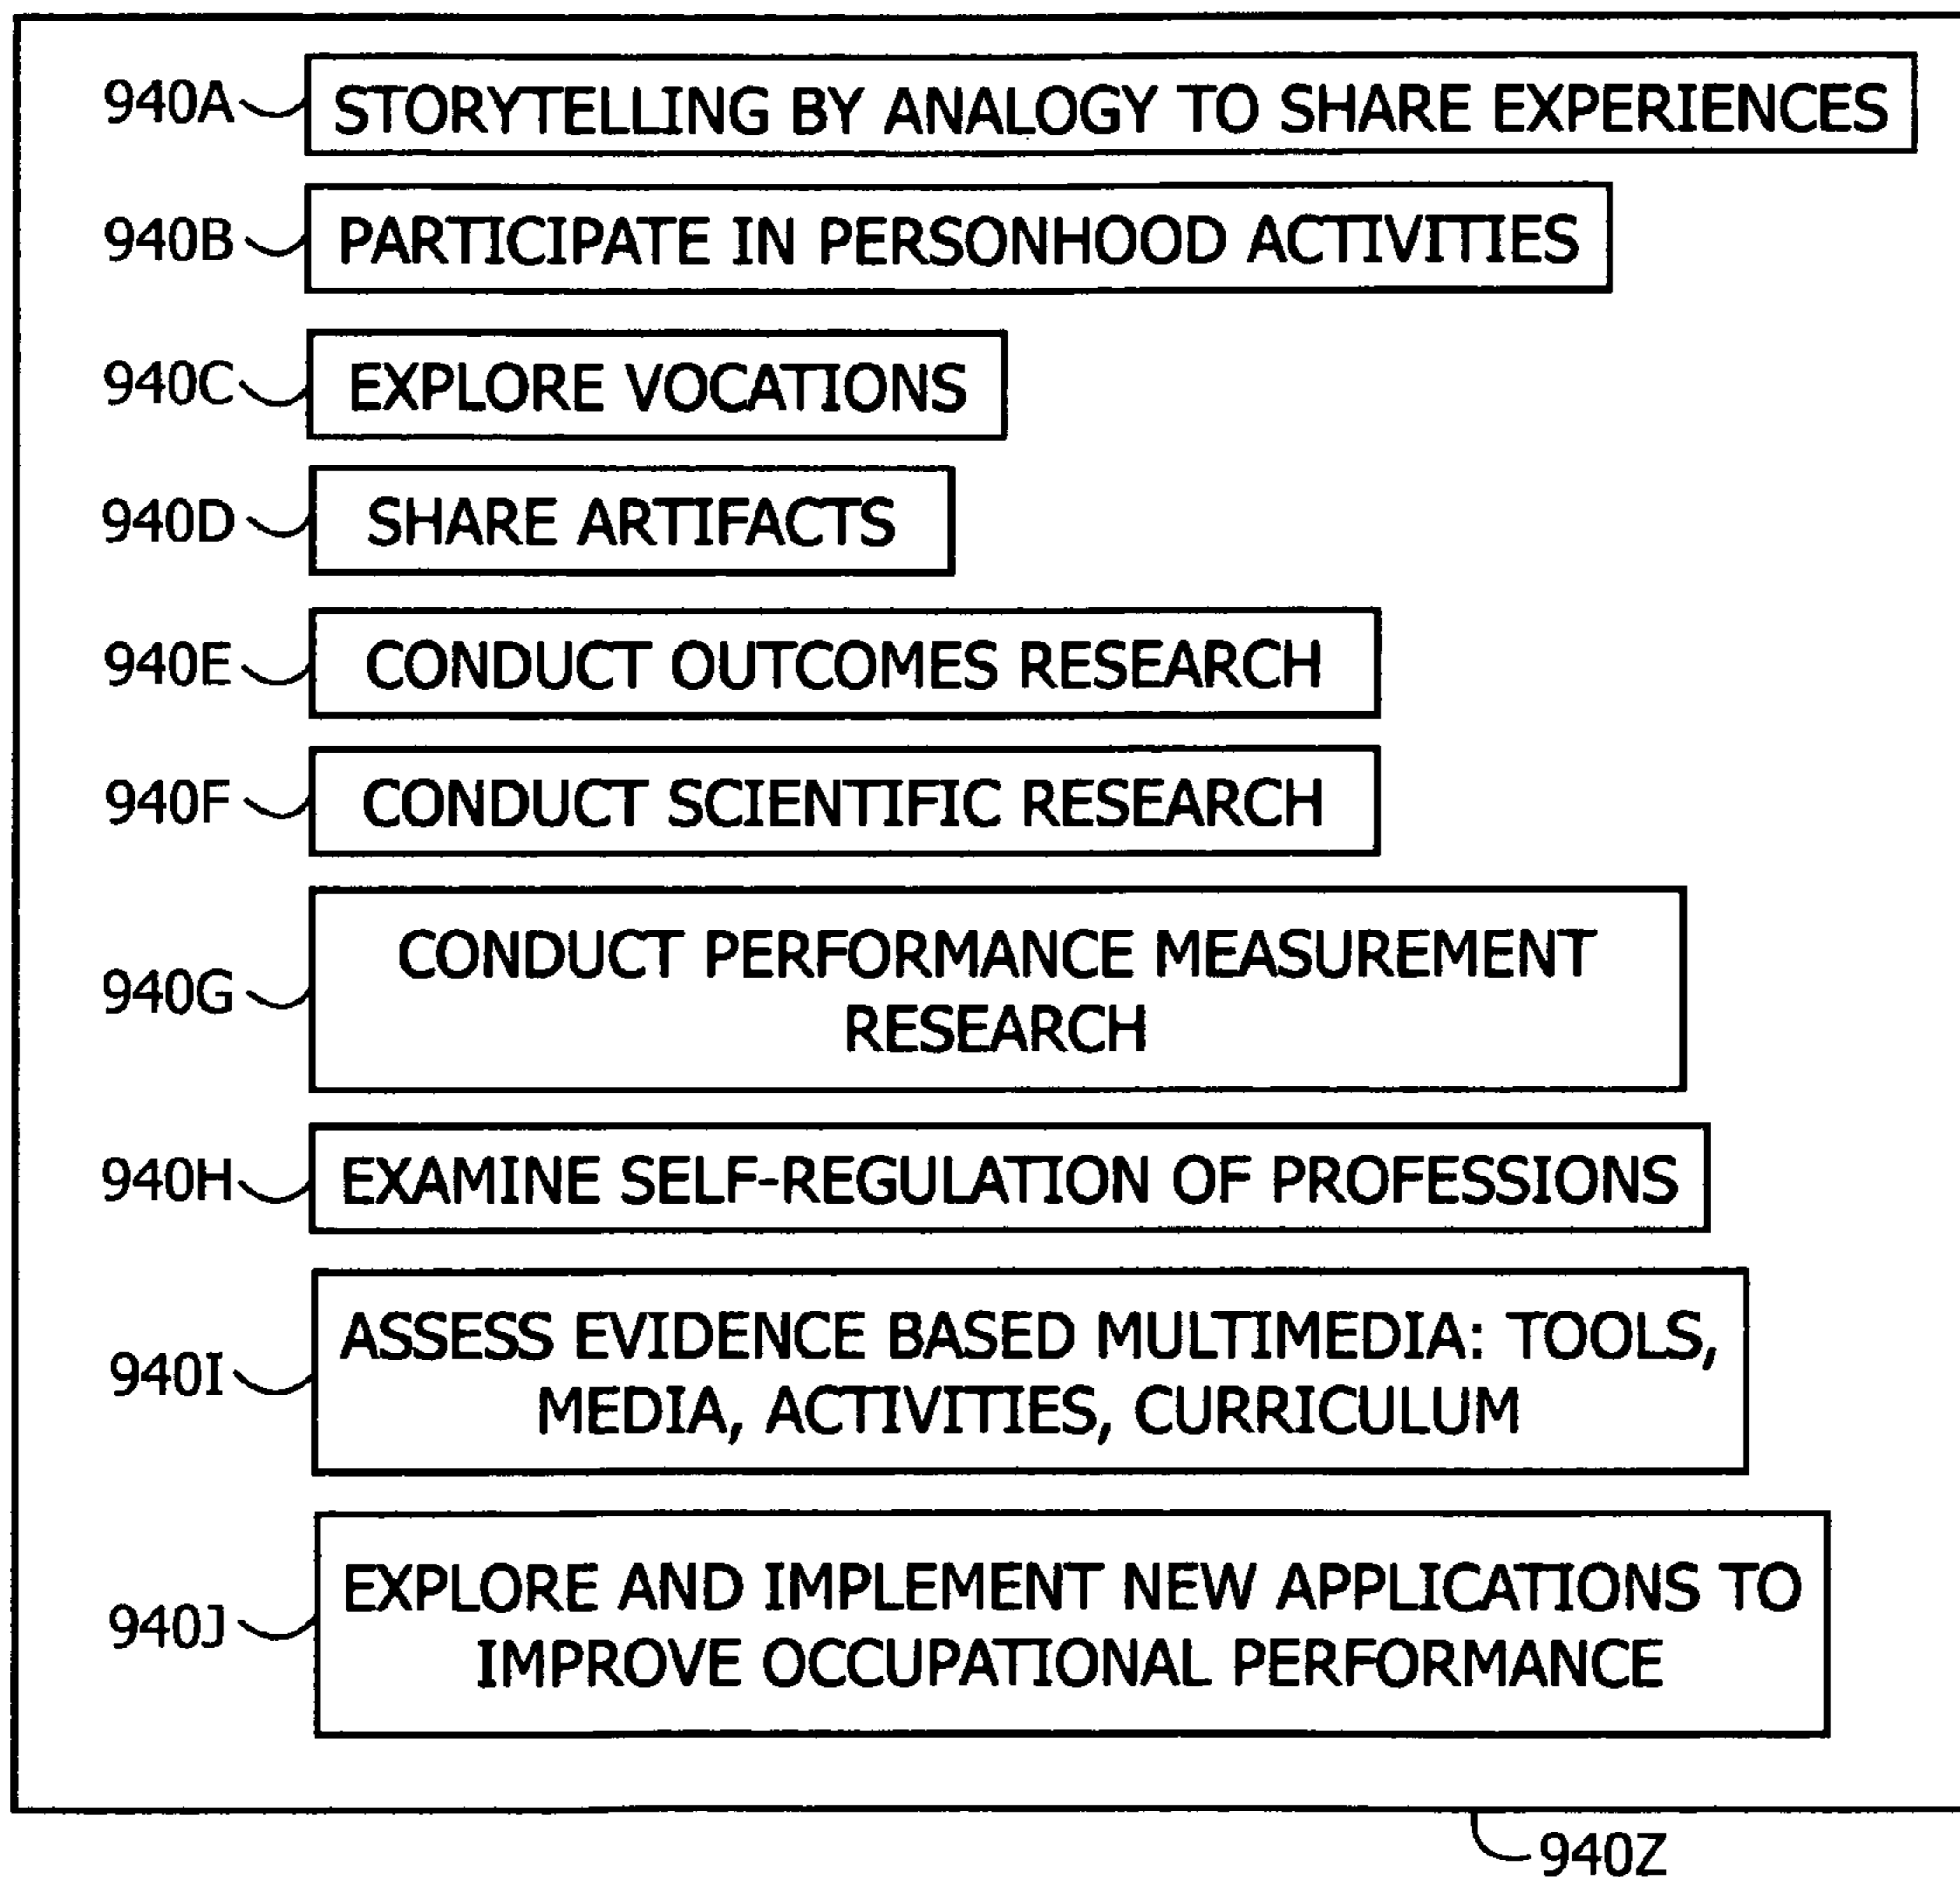 940A STORYTELLING BY ANALOGY TO SHARE EXPERIENCES
940B PARTICIPATE IN PERSONHOOD ACTIVITIES
940C EXPLORE VOCATIONS
940D SHARE ARTIFACTS
940E CONDUCT OUTCOMES RESEARCH
940F CONDUCT SCIENTIFIC RESEARCH
940G CONDUCT PERFORMANCE MEASUREMENT
RESEARCH
940H EXAMINE SELF-REGULATION OF PROFESSIONS
940I ASSESS EVIDENCE BASED MULTIMEDIA: TOOLS,
MEDIA, ACTIVITIES, CURRICULUM
940J EXPLORE AND IMPLEMENT NEW APPLICATIONS TO
IMPROVE OCCUPATIONAL PERFORMANCE
940Z